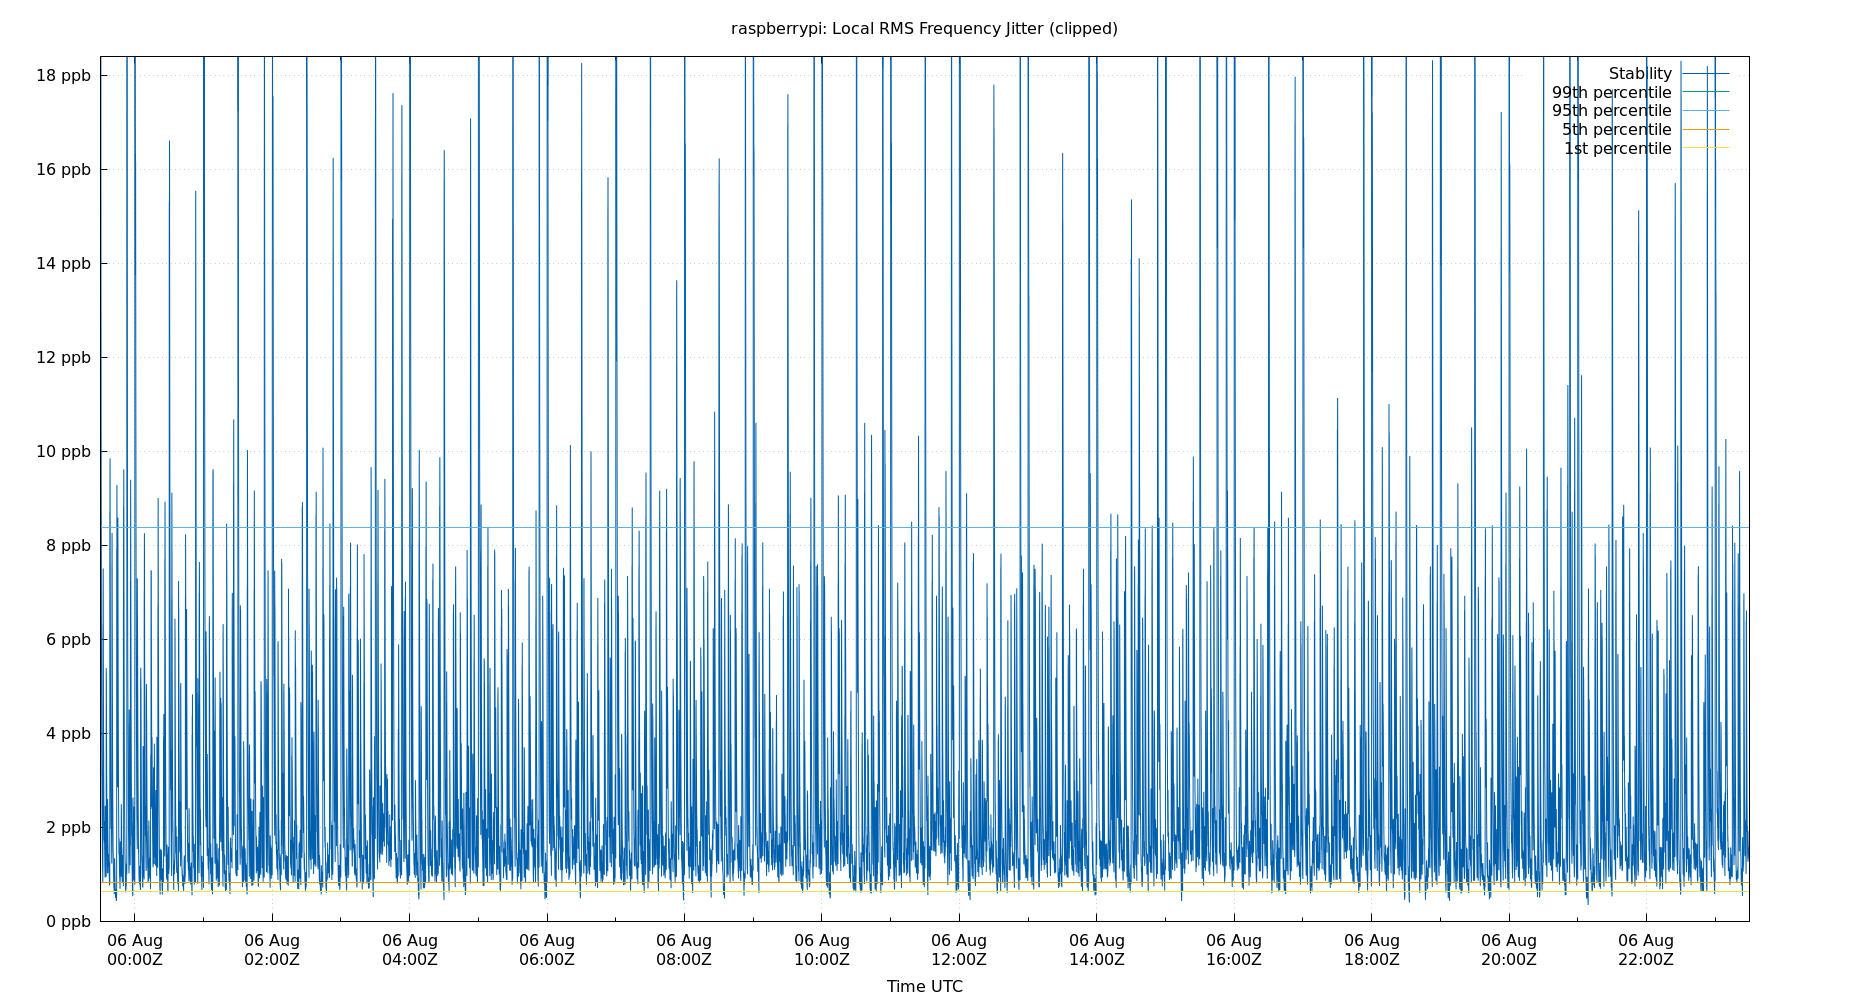 raspberrypi: Local RMS Frequency Jitter (clipped)
18 ppb
16 ppb
14 ppb
12 ppb
10 ppb
8 ppb
6 ppb
4 ppb
2 ppb
0 ppb
Stability
99th percentile
95th percentile
5th percentile
1st percentile
06 Aug 06 Aug 06 Aug 06 Aug 06 Aug 06 Aug 06 Aug 06 Aug 06 Aug 06 Aug 06 Aug 06 Aug
00:00Z 02:00Z 04:00Z 06:00Z 08:00Z 10:00Z 12:00Z 14:00Z 16:00Z 18:00Z 20:00Z 22:00Z
Time UTC